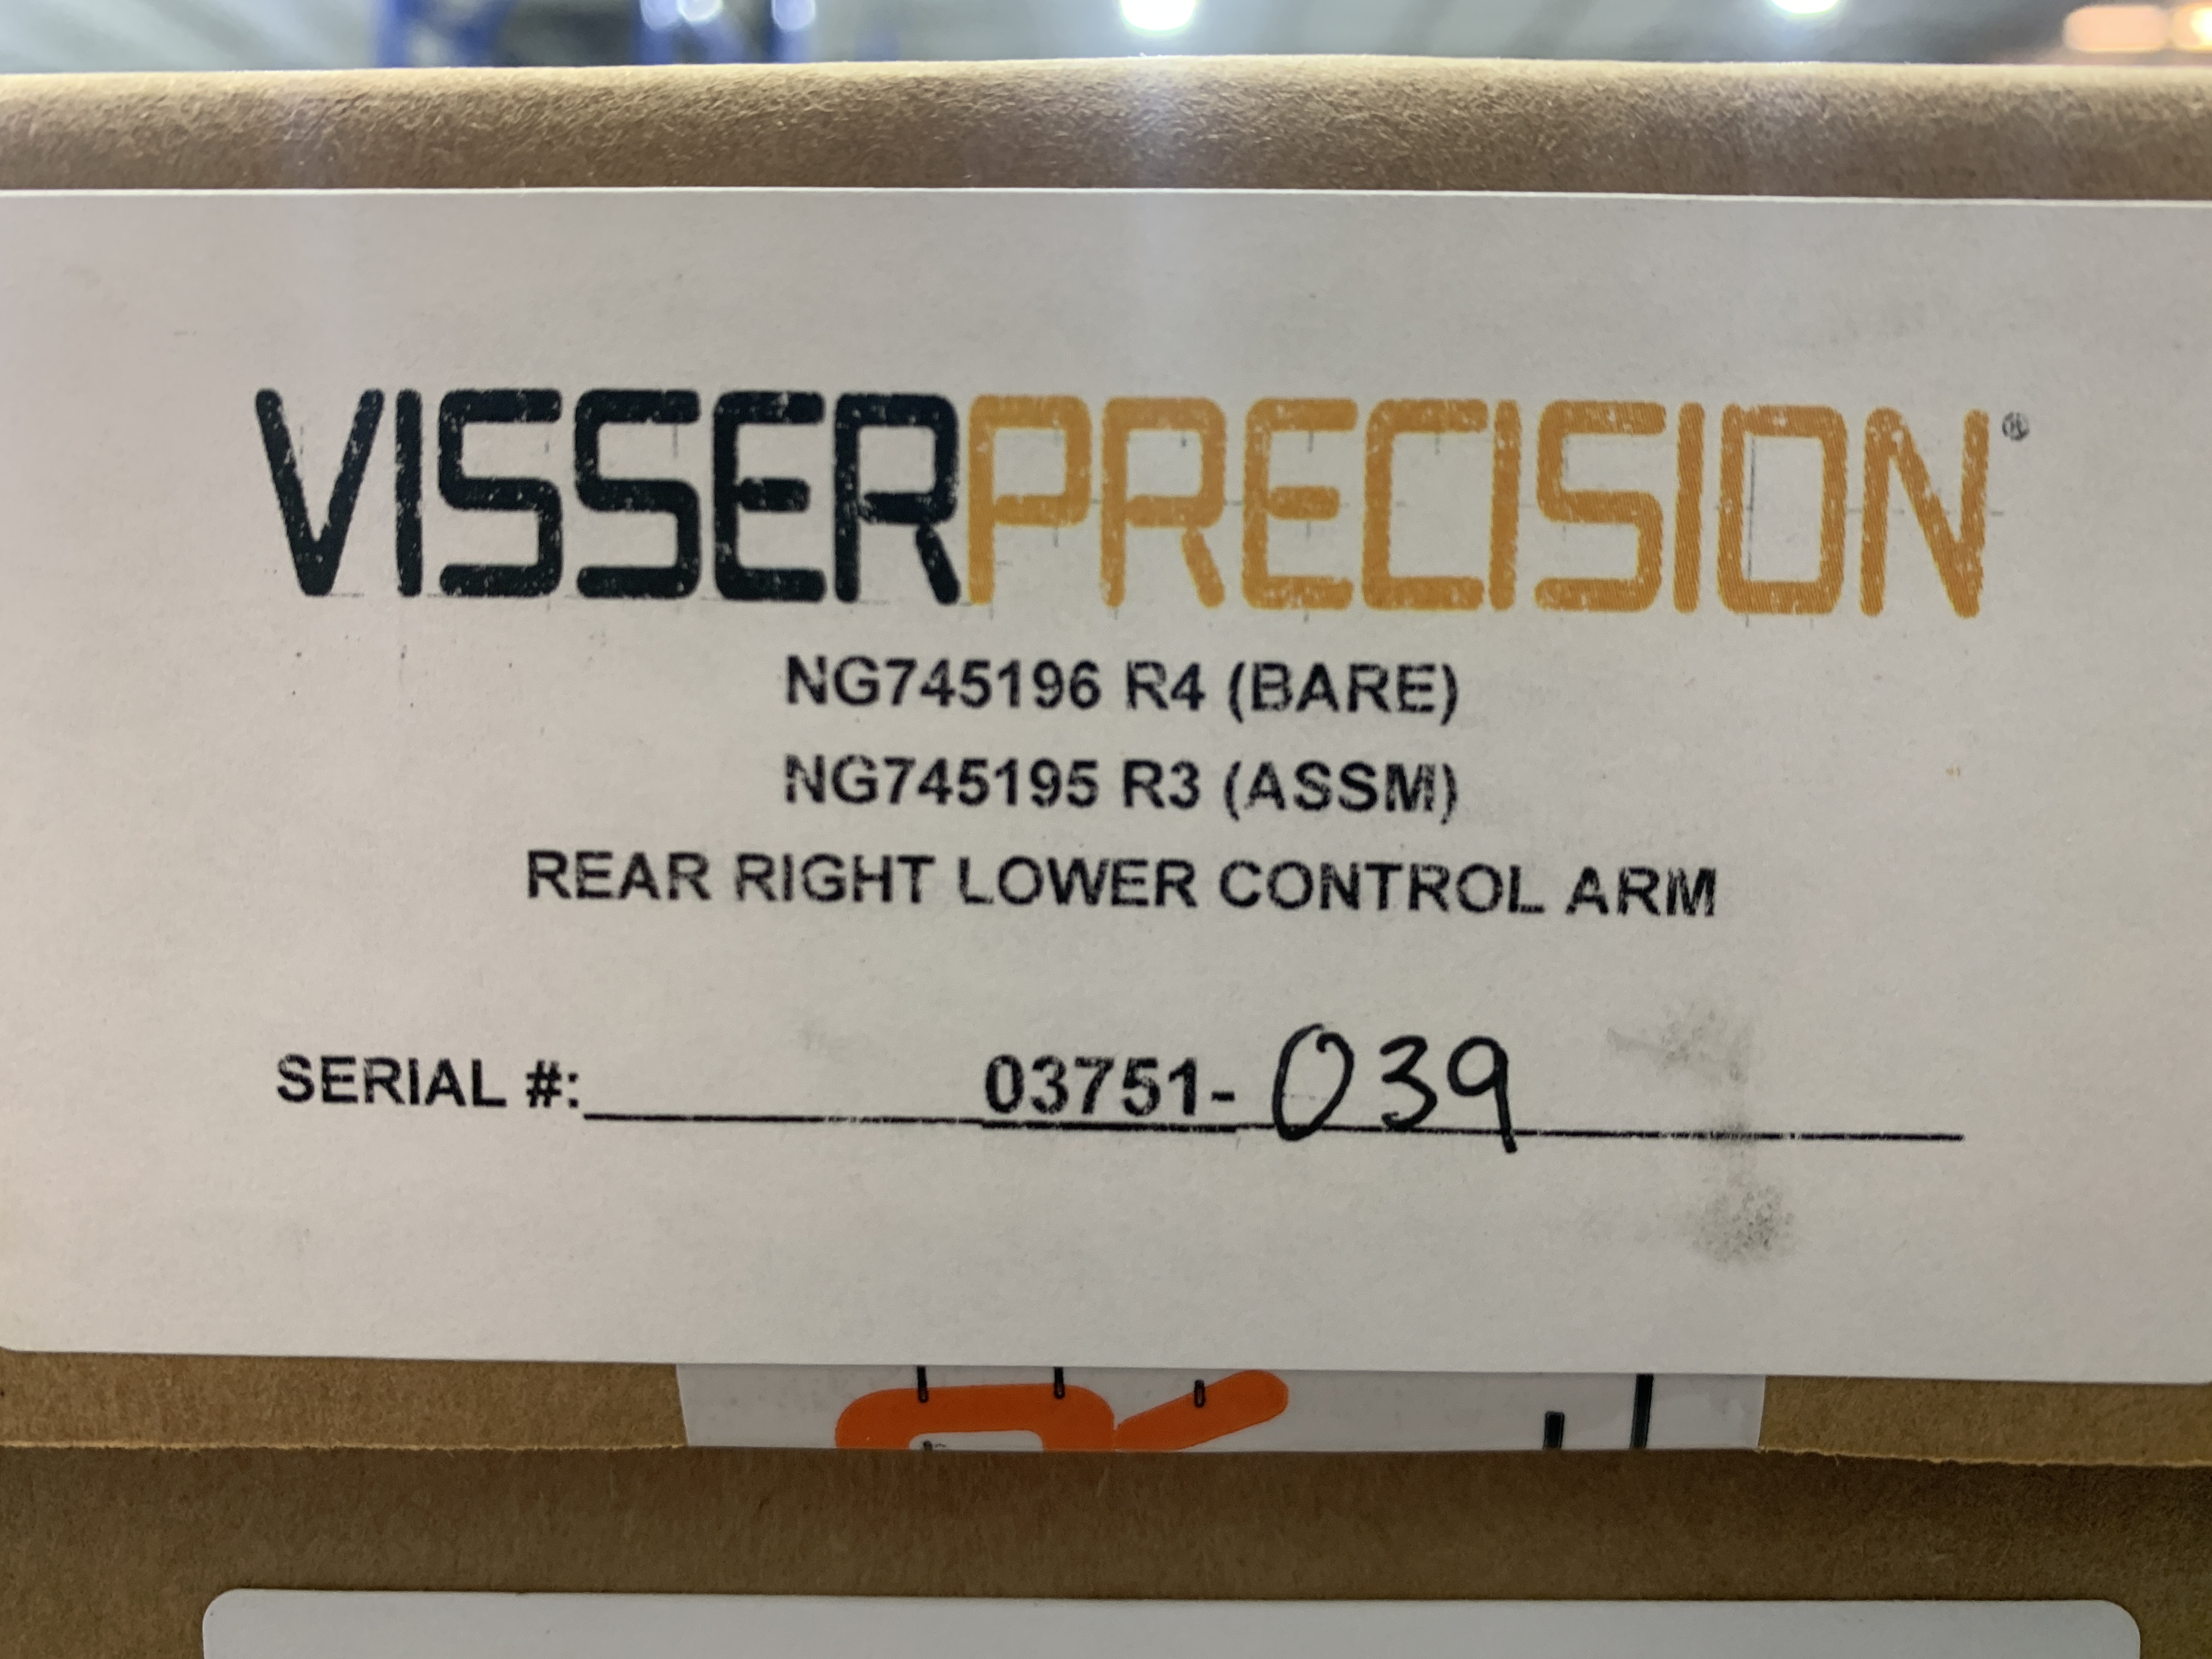 VISSERPRECISION®
NG745196 R4 (BARE)
NG745195 R3 (ASSM)
REAR RIGHT LOWER CONTROL ARM
SERIAL #: 03751-039